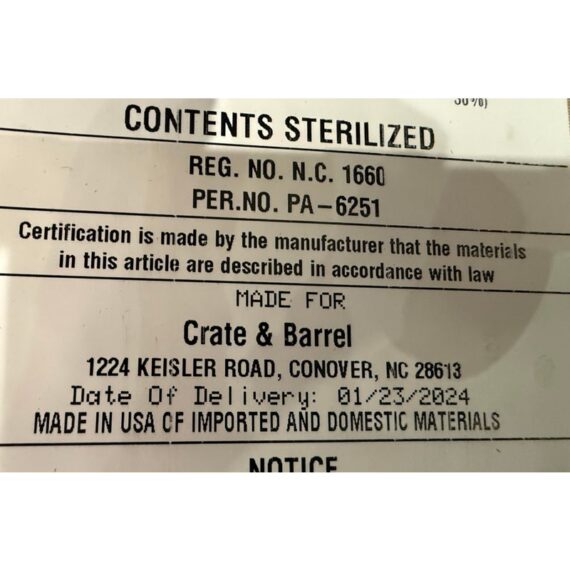 30%)
CONTENTS STERILIZED
REG. NO. N.C. 1660
PER.NO. PA-6251
Certification is made by the manufacturer that the materials
in this article are described in accordance with law
MADE FOR
Crate & Barrel
1224 KEISLER ROAD, CONOVER, NC 28613
Date Of Delivery: 01/23/2024
MADE IN USA OF IMPORTED AND DOMESTIC MATERIALS
NOTICE